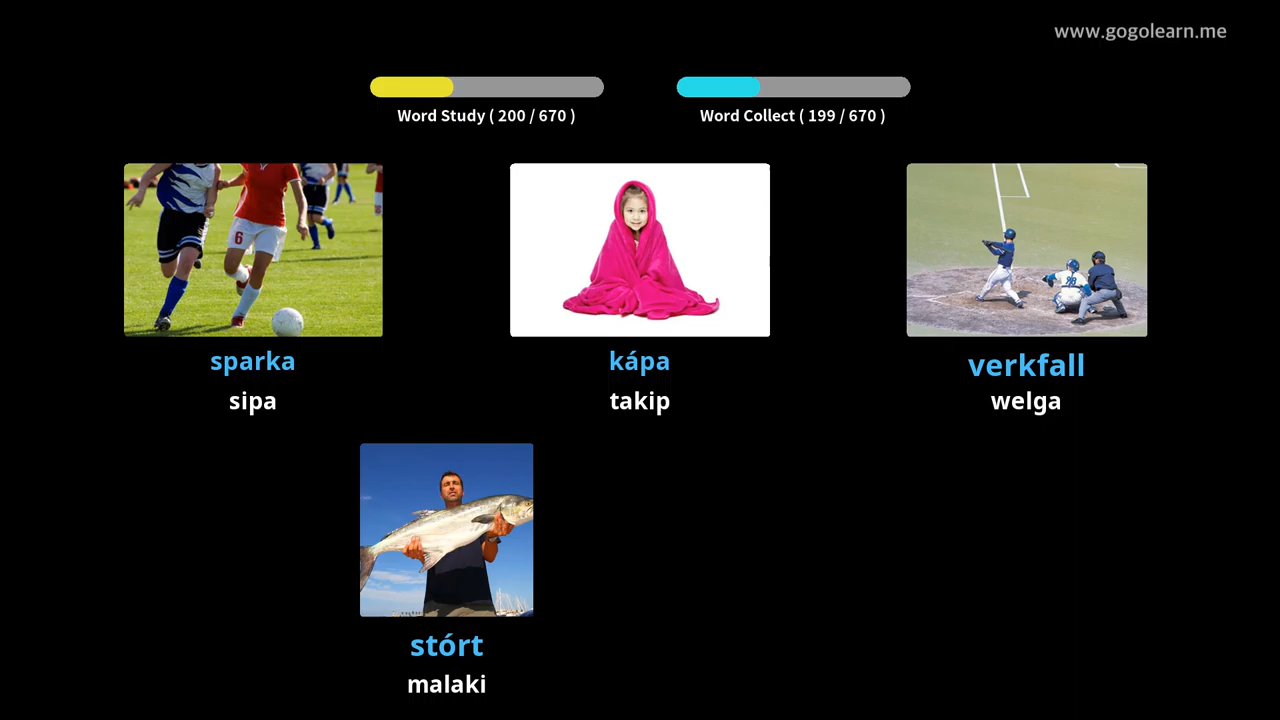 www.gogolearn.me
Word Study ( 200 / 670 )
Word Collect ( 199 / 670 )
sparka
sipa
kápa
takip
verkfall
welga
stórt
malaki